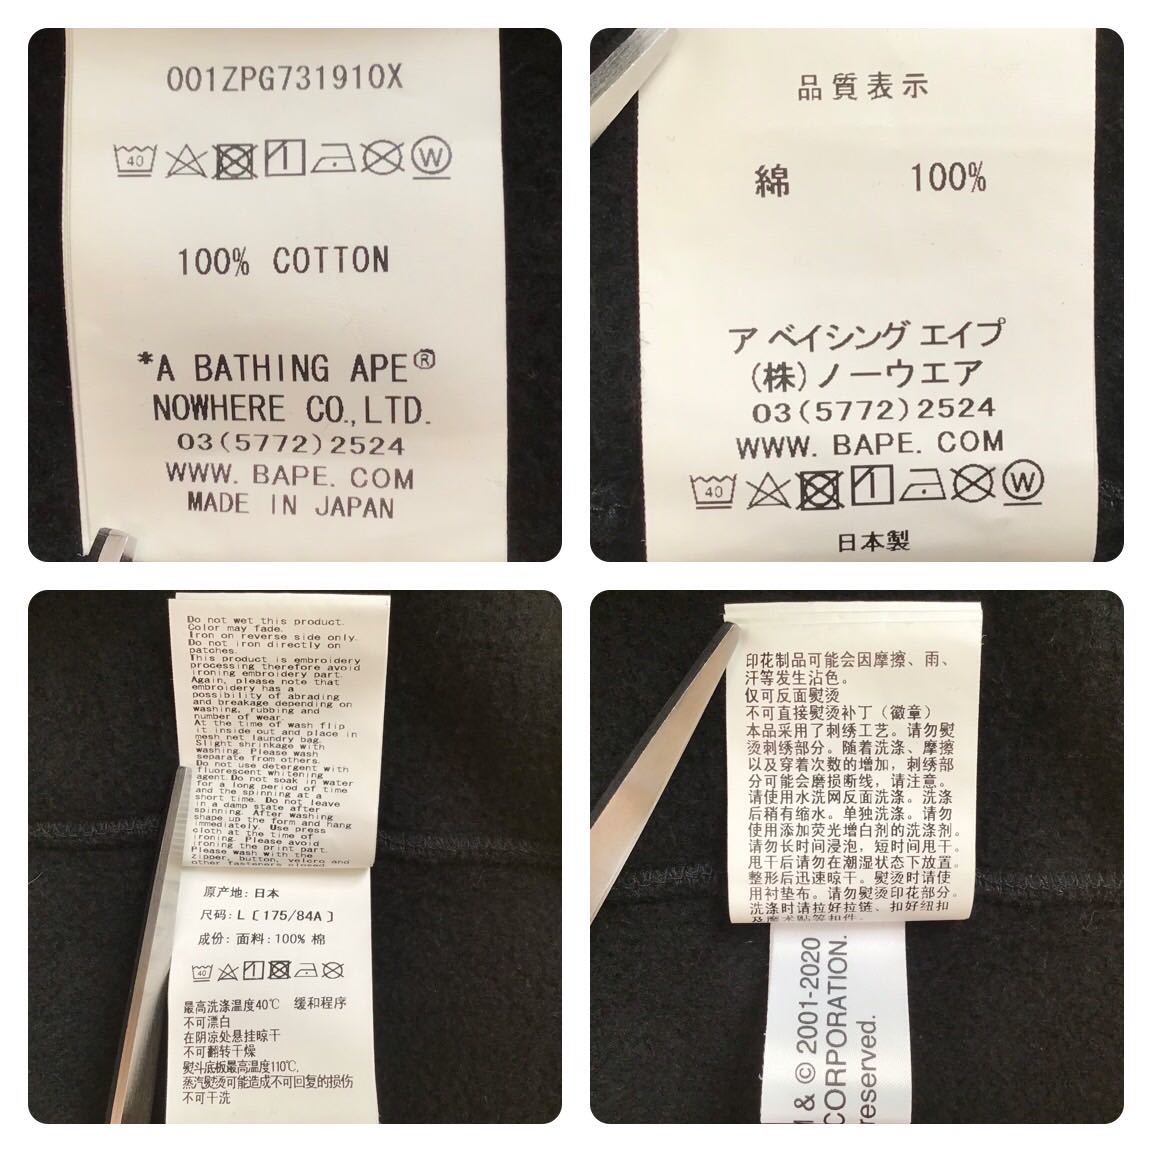 001ZPG731910X
40
W
100% COTTON
*A BATHING APE®
NOWHERE CO.,LTD.
03(5772)2524
WWW. BAPE. COM
MADE IN JAPAN
品質表示
綿 100%
ア ベイシング エイプ
(株)ノーウエア
03(5772)2524
WWW. BAPE. COM
40
W
日本製
Do not wet this product.
Color may fade.
Iron on reverse side only.
Do not iron directly on
patches.
This product is embroidery
processing therefore avoid
ironing embroidery part.
Again, please note that
embroidery has a
possibility of abrading
and breakage depending on
washing, rubbing and
number of wear.
At the time of wash flip
it inside out and place in
mesh net laundry bag.
Slight shrinkage with
washing. Please wash
separate from others.
Do not use detergent with
fluorescent whitening
agent.Do not soak in water
for a long period of time
and the spinning at a
short time. Do not leave
in a damp state after
spinning. After washing
shape up the form and hang
immediately. Use press
cloth at the time of
ironing. Please avoid
ironing the print part.
Please wash with the
zipper, button, velcro and
other fasteners closed
原产地: 日本
尺码: L [175/84A]
成份: 面料: 100% 棉
40
最高洗涤温度40℃ 缓和程序
不可漂白
在阴凉处悬挂晾干
不可翻转干燥
熨斗底板最高温度110℃,
蒸汽熨烫可能造成不可回复的损伤
不可干洗
印花制品可能会因摩擦、雨、
汗等发生沾色。
仅可反面熨烫
不可直接熨烫补丁（徽章）
本品采用了刺绣工艺。请勿熨
烫刺绣部分。随着洗涤、摩擦
以及穿着次数的增加，刺绣部
分可能会磨损断线，请注意。
请使用水洗网反面洗涤。洗涤
后稍有缩水。单独洗涤。请勿
使用添加荧光增白剂的洗涤剂。
请勿长时间浸泡，短时间甩干。
甩干后请勿在潮湿状态下放置。
整形后迅速晾干。熨烫时请使
用衬垫布。请勿熨烫印花部分。
洗涤时请拉好拉链、扣好纽扣
及魔术贴等扣件。
& © 2001-2020
CORPORATION.
reserved.